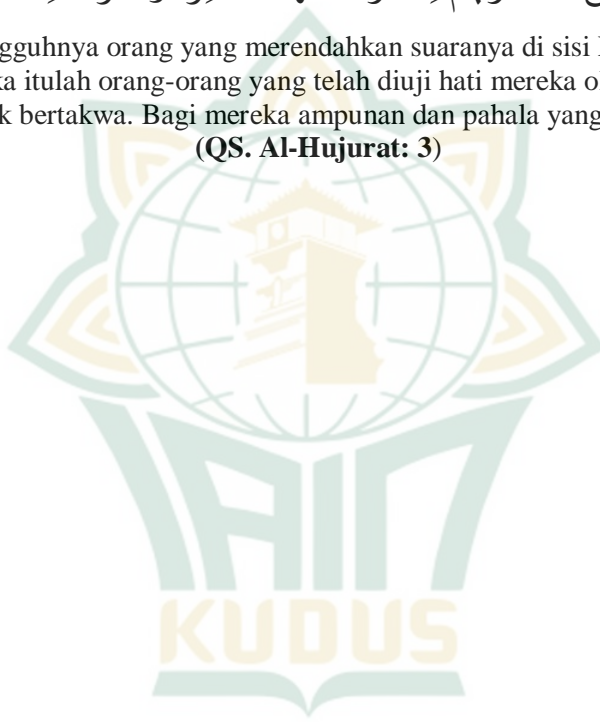 gguhnya orang yang merendahkan suaranya di sisi
ka itulah orang-orang yang telah diuji hati mereka o
k bertakwa. Bagi mereka ampunan dan pahala yang
(QS. Al-Hujurat: 3)
IAIN
KUDUS